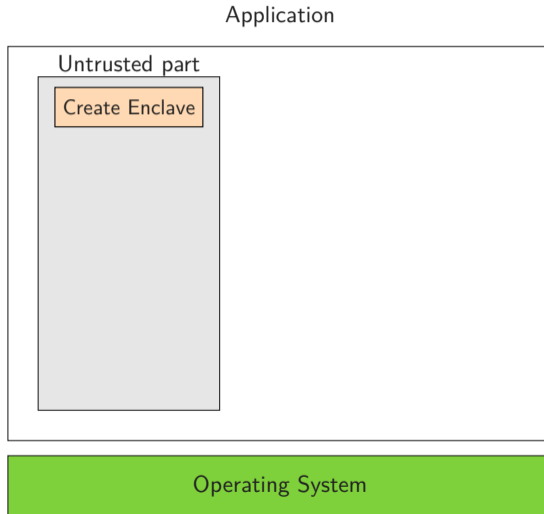 Application
Untrusted part
Create Enclave
Operating System